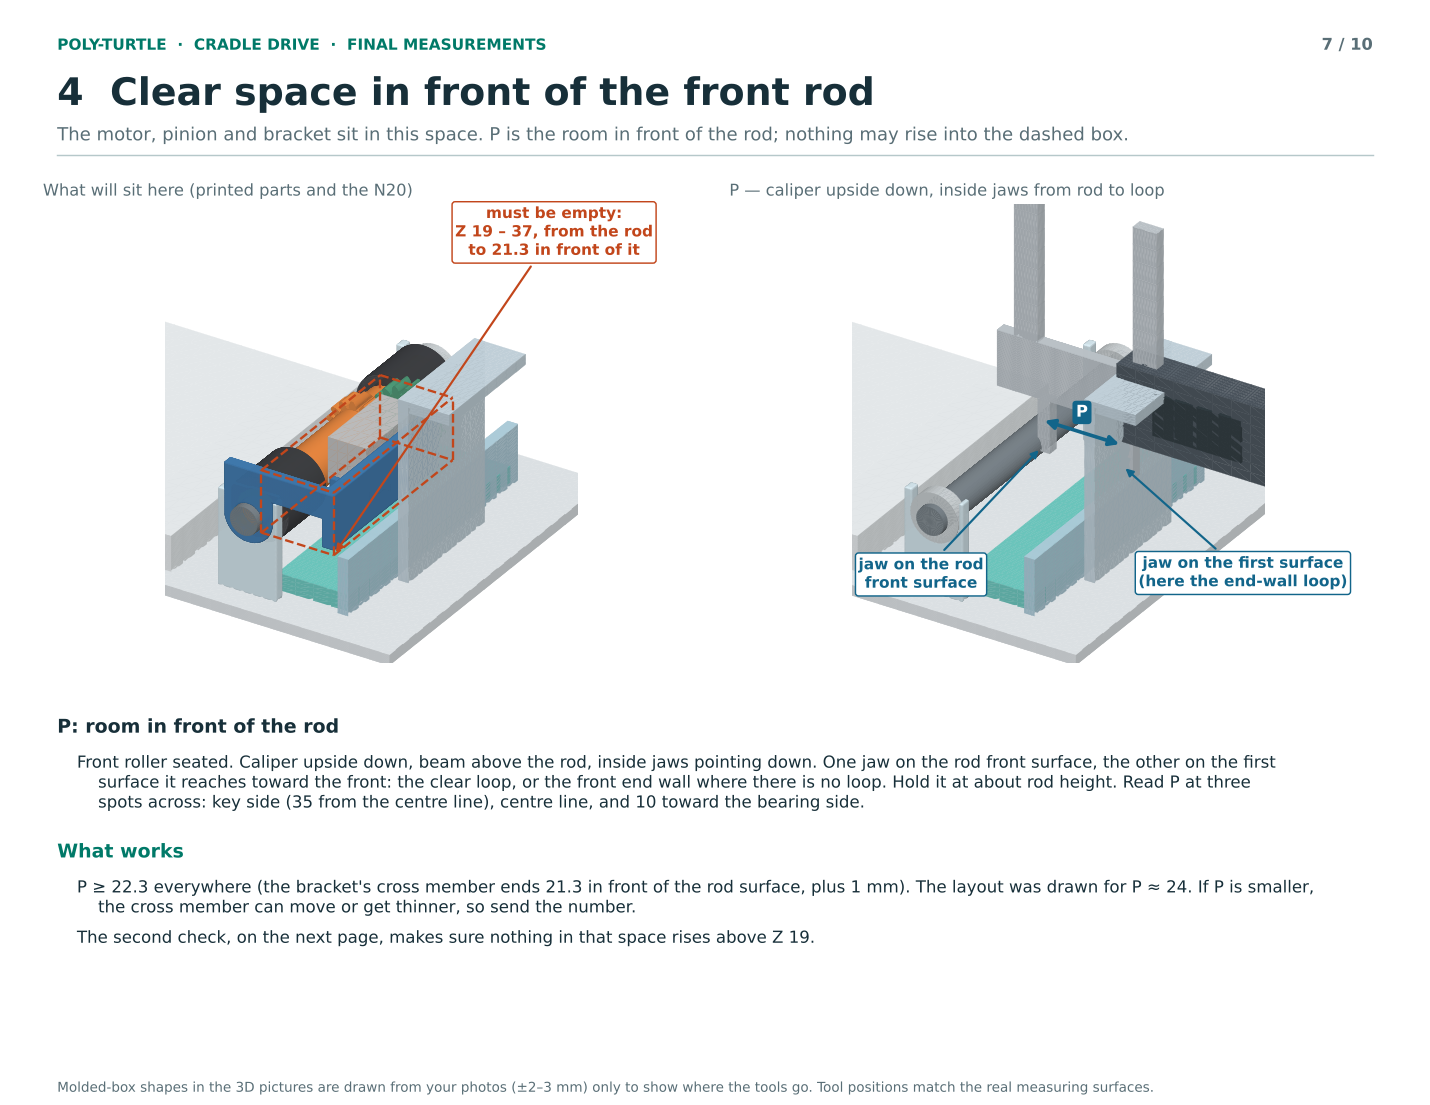 POLY-TURTLE · CRADLE DRIVE · FINAL MEASUREMENTS
7 / 10
4 Clear space in front of the front rod
The motor, pinion and bracket sit in this space. P is the room in front of the rod; nothing may rise into the dashed box.
What will sit here (printed parts and the N20)
must be empty:
Z 19 – 37, from the rod
to 21.3 in front of it
P — caliper upside down, inside jaws from rod to loop
P
jaw on the rod
front surface
jaw on the first surface
(here the end-wall loop)
P: room in front of the rod
Front roller seated. Caliper upside down, beam above the rod, inside jaws pointing down. One jaw on the rod front surface, the other on the first
surface it reaches toward the front: the clear loop, or the front end wall where there is no loop. Hold it at about rod height. Read P at three
spots across: key side (35 from the centre line), centre line, and 10 toward the bearing side.
What works
P ≥ 22.3 everywhere (the bracket's cross member ends 21.3 in front of the rod surface, plus 1 mm). The layout was drawn for P ≈ 24. If P is smaller,
the cross member can move or get thinner, so send the number.
The second check, on the next page, makes sure nothing in that space rises above Z 19.
Molded-box shapes in the 3D pictures are drawn from your photos (±2–3 mm) only to show where the tools go. Tool positions match the real measuring surfaces.